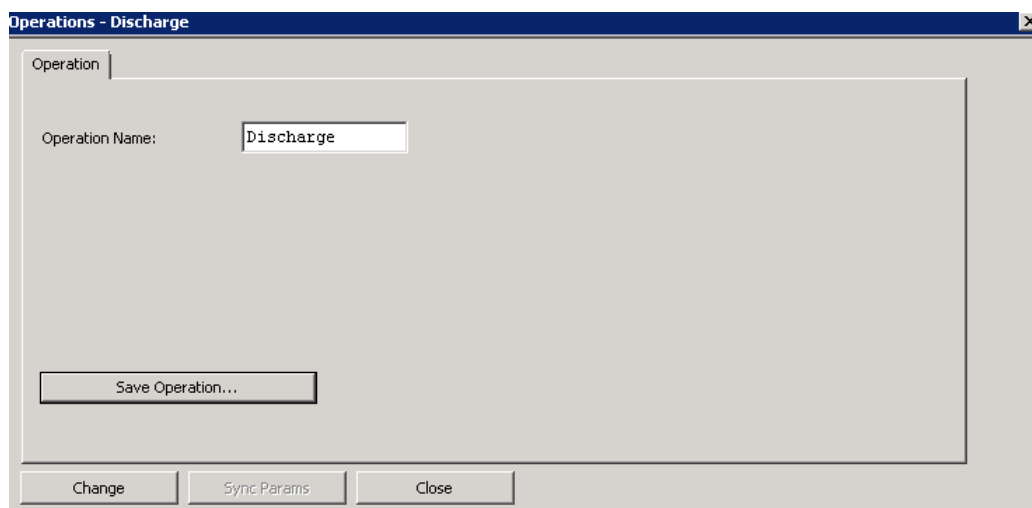 Operations - Discharge
Operation
Operation Name: Discharge
Save Operation...
Change Sync Params Close